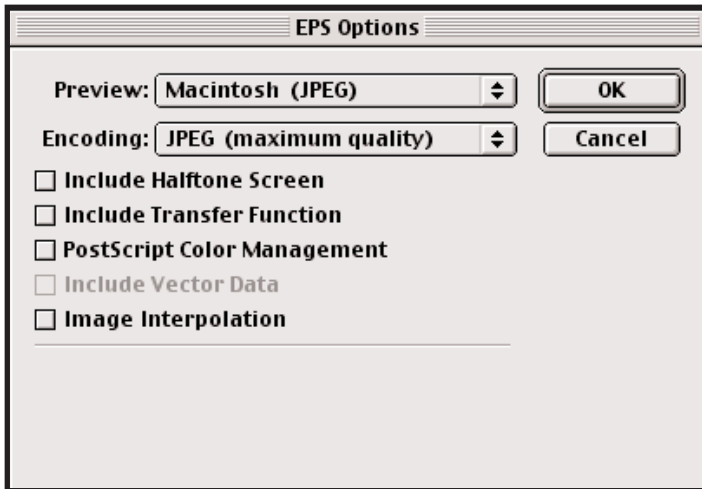 EPS Options
Preview: Macintosh (JPEG) OK
Encoding: JPEG (maximum quality) Cancel
Include Halftone Screen
Include Transfer Function
PostScript Color Management
Include Vector Data
Image Interpolation